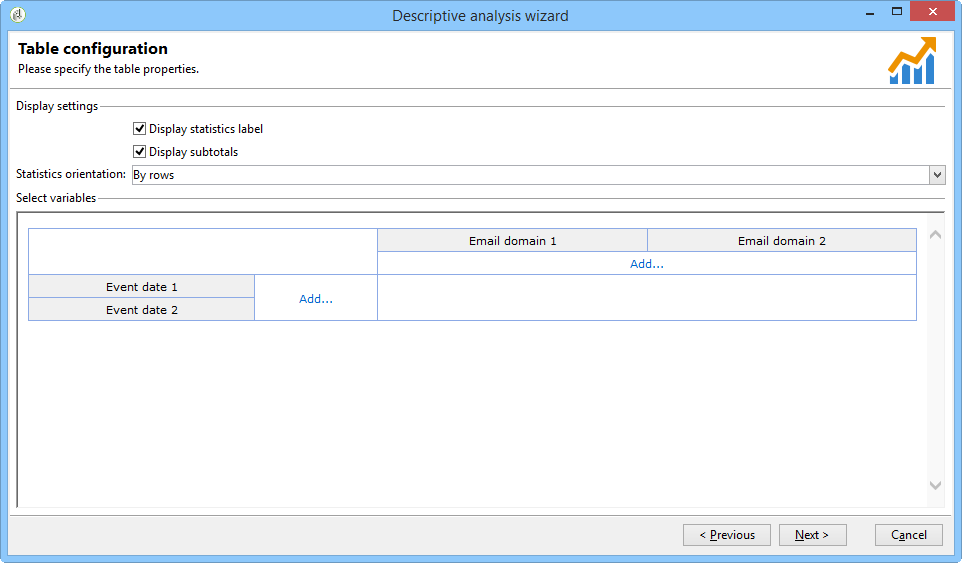 Descriptive analysis wizard
Table configuration
Please specify the table properties.
Display settings
Display statistics label
Display subtotals
Statistics orientation: By rows
Select variables
Email domain 1 Email domain 2
Add...
Event date 1
Add...
Event date 2
< Previous Next > Cancel